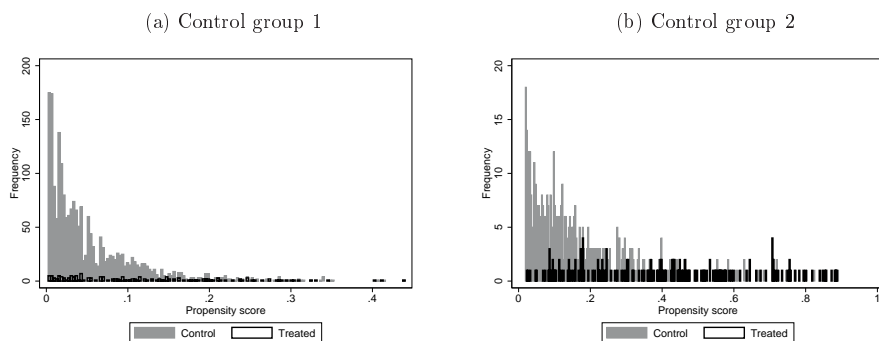 (a) Control group 1
200
150
100
50
0
Frequency
0
.1
.2
.3
.4
Propensity score
Control
Treated
(b) Control group 2
20
15
10
5
0
Frequency
0
.2
.4
.6
.8
1
Propensity score
Control
Treated